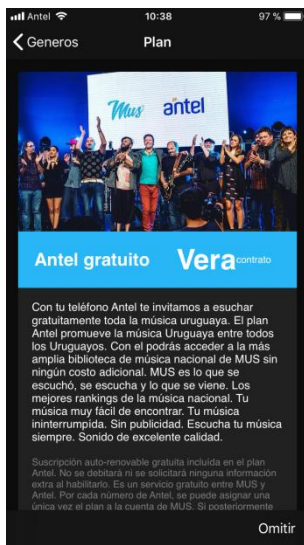 Antel 10:38 97 %
Generos Plan
Mus antel
Antel gratuito Vera contrato
Con tu teléfono Antel te invitamos a esuchar
gratuitamente toda la música uruguaya. El plan
Antel promueve la música Uruguaya entre todos
los Uruguayos. Con el podrás acceder a la más
amplia biblioteca de música nacional de MUS sin
ningún costo adicional. MUS es lo que se
escuchó, se escucha y lo que se viene. Los
mejores rankings de la música nacional. Tu
música muy fácil de encontrar. Tu música
ininterrumpída. Sin publicidad. Escucha tu música
siempre. Sonido de excelente calidad.
Suscripción auto-renovable gratuita incluída en el plan
Antel. No se debitará ni se solicitará ninguna información
extra al habilitarlo. Es un servicio gratuito entre MUS y
Antel. Por cada número de Antel, se puede asignar una
única vez el plan a la cuenta de MUS. Si posteriormente
Omitir